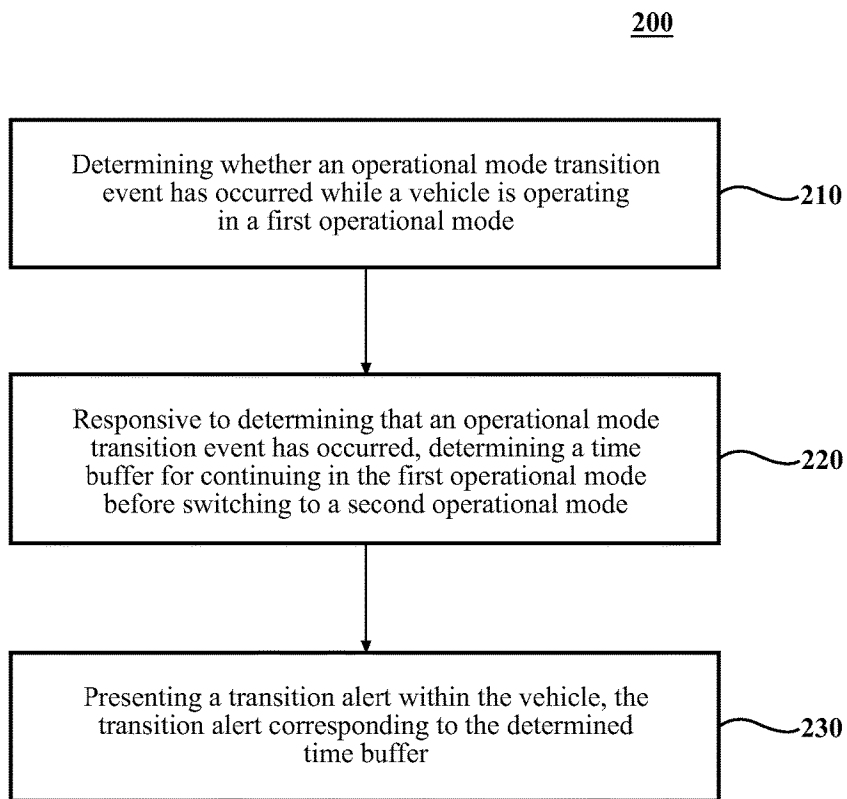 200
Determining whether an operational mode transition
event has occurred while a vehicle is operating
in a first operational mode
210
Responsive to determining that an operational mode
transition event has occurred, determining a time
buffer for continuing in the first operational mode
before switching to a second operational mode
220
Presenting a transition alert within the vehicle, the
transition alert corresponding to the determined
time buffer
230